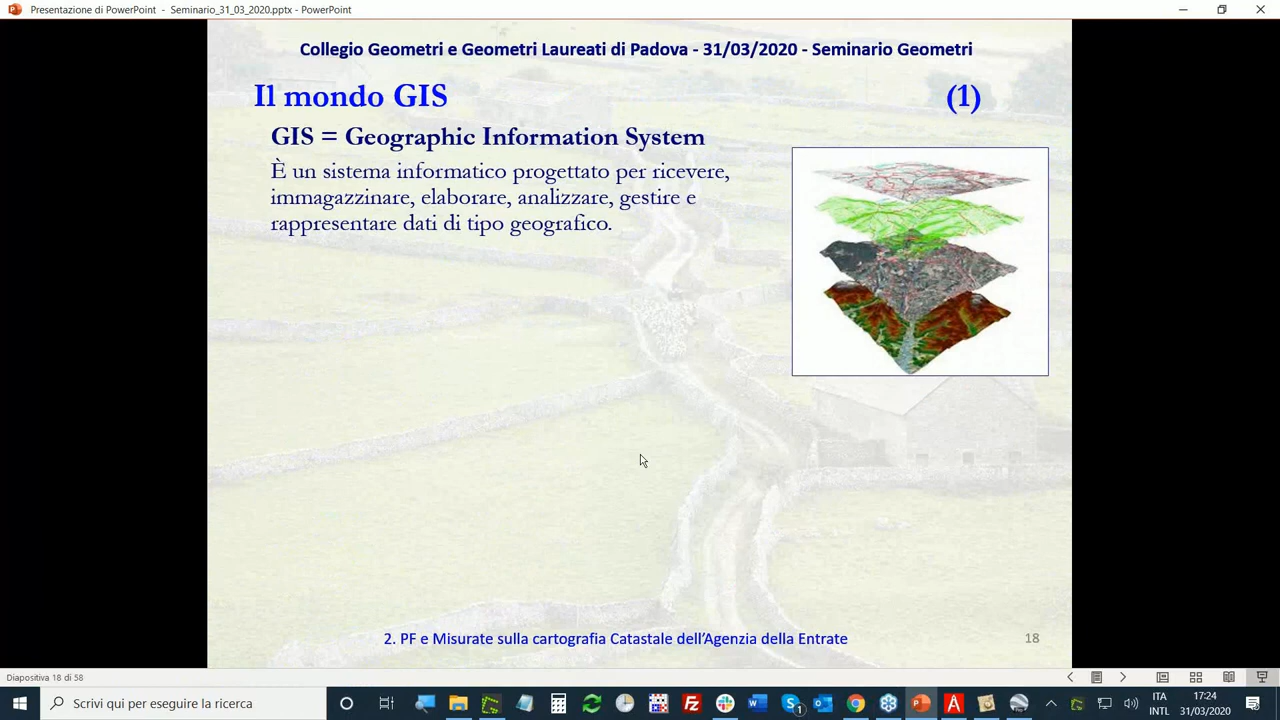 Presentazione di PowerPoint - Seminario_31_03_2020.pptx - PowerPoint
Collegio Geometri e Geometri Laureati di Padova - 31/03/2020 - Seminario Geometri
Il mondo GIS (1)
GIS = Geographic Information System
È un sistema informatico progettato per ricevere,
immagazzinare, elaborare, analizzare, gestire e
rappresentare dati di tipo geografico.
2. PF e Misurate sulla cartografia Catastale dell'Agenzia della Entrate
18
Diapositiva 18 di 58
Scrivi qui per eseguire la ricerca
ITA
INTL
17:24
31/03/2020